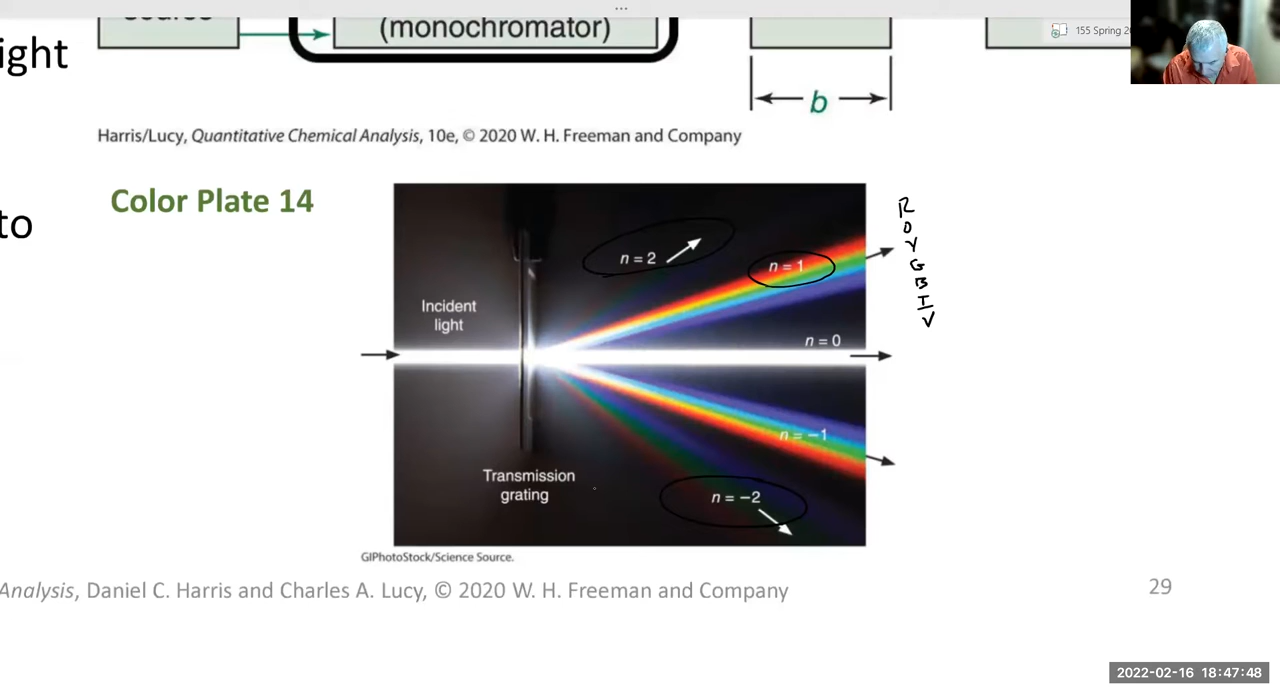 ...
source
(monochromator)
155 Spring 20
ight
b
Harris/Lucy, Quantitative Chemical Analysis, 10e, © 2020 W. H. Freeman and Company
to
Color Plate 14
n = 2
n = 1
R
O
Y
G
B
I
V
Incident
light
n = 0
n = −1
Transmission
grating
n = −2
GIPhotoStock/Science Source.
Analysis, Daniel C. Harris and Charles A. Lucy, © 2020 W. H. Freeman and Company
29
2022-02-16 18:47:48